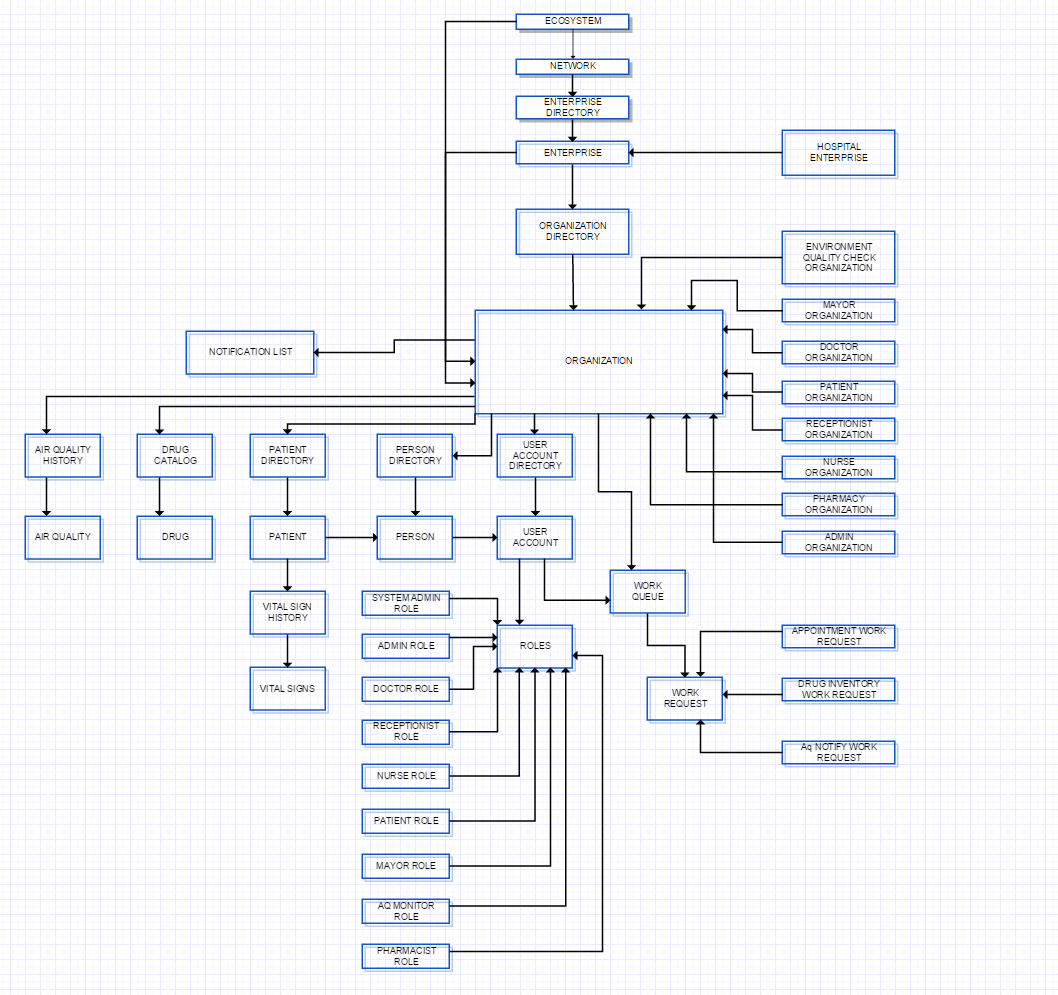 ECOSYSTEM
NETWORK
ENTERPRISE
DIRECTORY
ENTERPRISE
HOSPITAL
ENTERPRISE
ORGANIZATION
DIRECTORY
ENVIRONMENT
QUALITY CHECK
ORGANIZATION
MAYOR
ORGANIZATION
DOCTOR
ORGANIZATION
NOTIFICATION LIST
ORGANIZATION
PATIENT
ORGANIZATION
RECEPTIONIST
ORGANIZATION
AIR QUALITY
HISTORY
DRUG
CATALOG
PATIENT
DIRECTORY
PERSON
DIRECTORY
USER
ACCOUNT
DIRECTORY
NURSE
ORGANIZATION
PHARMACY
ORGANIZATION
AIR QUALITY
DRUG
PATIENT
PERSON
USER
ACCOUNT
ADMIN
ORGANIZATION
WORK
QUEUE
VITAL SIGN
HISTORY
SYSTEMADMIN
ROLE
ADMIN ROLE
ROLES
APPOINTMENT WORK
REQUEST
VITAL SIGNS
DOCTOR ROLE
WORK
REQUEST
DRUG INVENTORY
WORK REQUEST
RECEPTIONIST
ROLE
Aq NOTIFY WORK
REQUEST
NURSE ROLE
PATIENT ROLE
MAYOR ROLE
AQ MONITOR
ROLE
PHARMACIST
ROLE